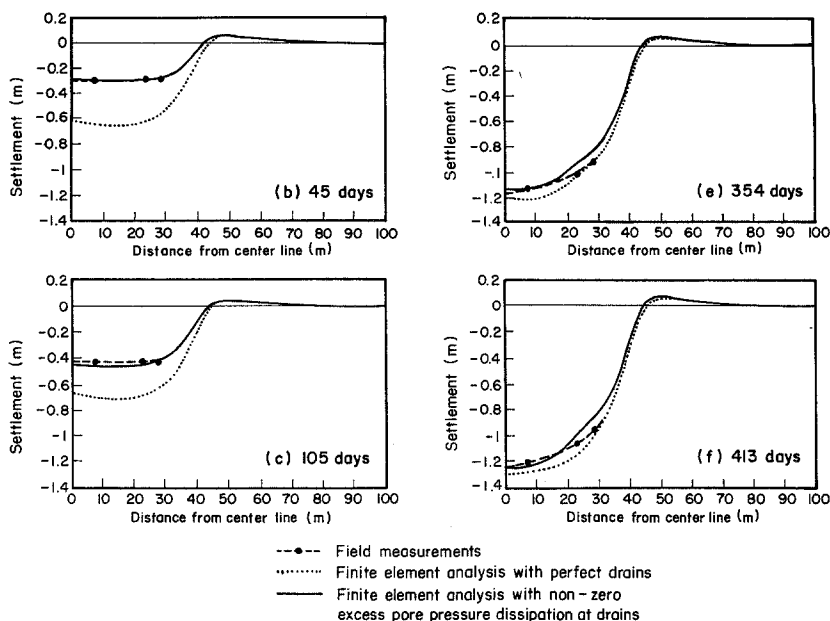 0.2
0
-0.2
-0.4
-0.6
-0.8
-1
-1.2
-1.4
Settlement (m)
(b) 45 days
0 10 20 30 40 50 60 70 80 90 100
Distance from center line (m)
0.2
0
-0.2
-0.4
-0.6
-0.8
-1
-1.2
-1.4
Settlement (m)
(e) 354 days
0 10 20 30 40 50 60 70 80 90 100
Distance from center line (m)
0.2
0
-0.2
-0.4
-0.6
-0.8
-1
-1.2
-1.4
Settlement (m)
(c) 105 days
0 10 20 30 40 50 60 70 80 90 100
Distance from center line (m)
0.2
0
-0.2
-0.4
-0.6
-0.8
-1
-1.2
-1.4
Settlement (m)
(f) 413 days
0 10 20 30 40 50 60 70 80 90 100
Distance from center line (m)
Field measurements
Finite element analysis with perfect drains
Finite element analysis with non-zero
excess pore pressure dissipation at drains